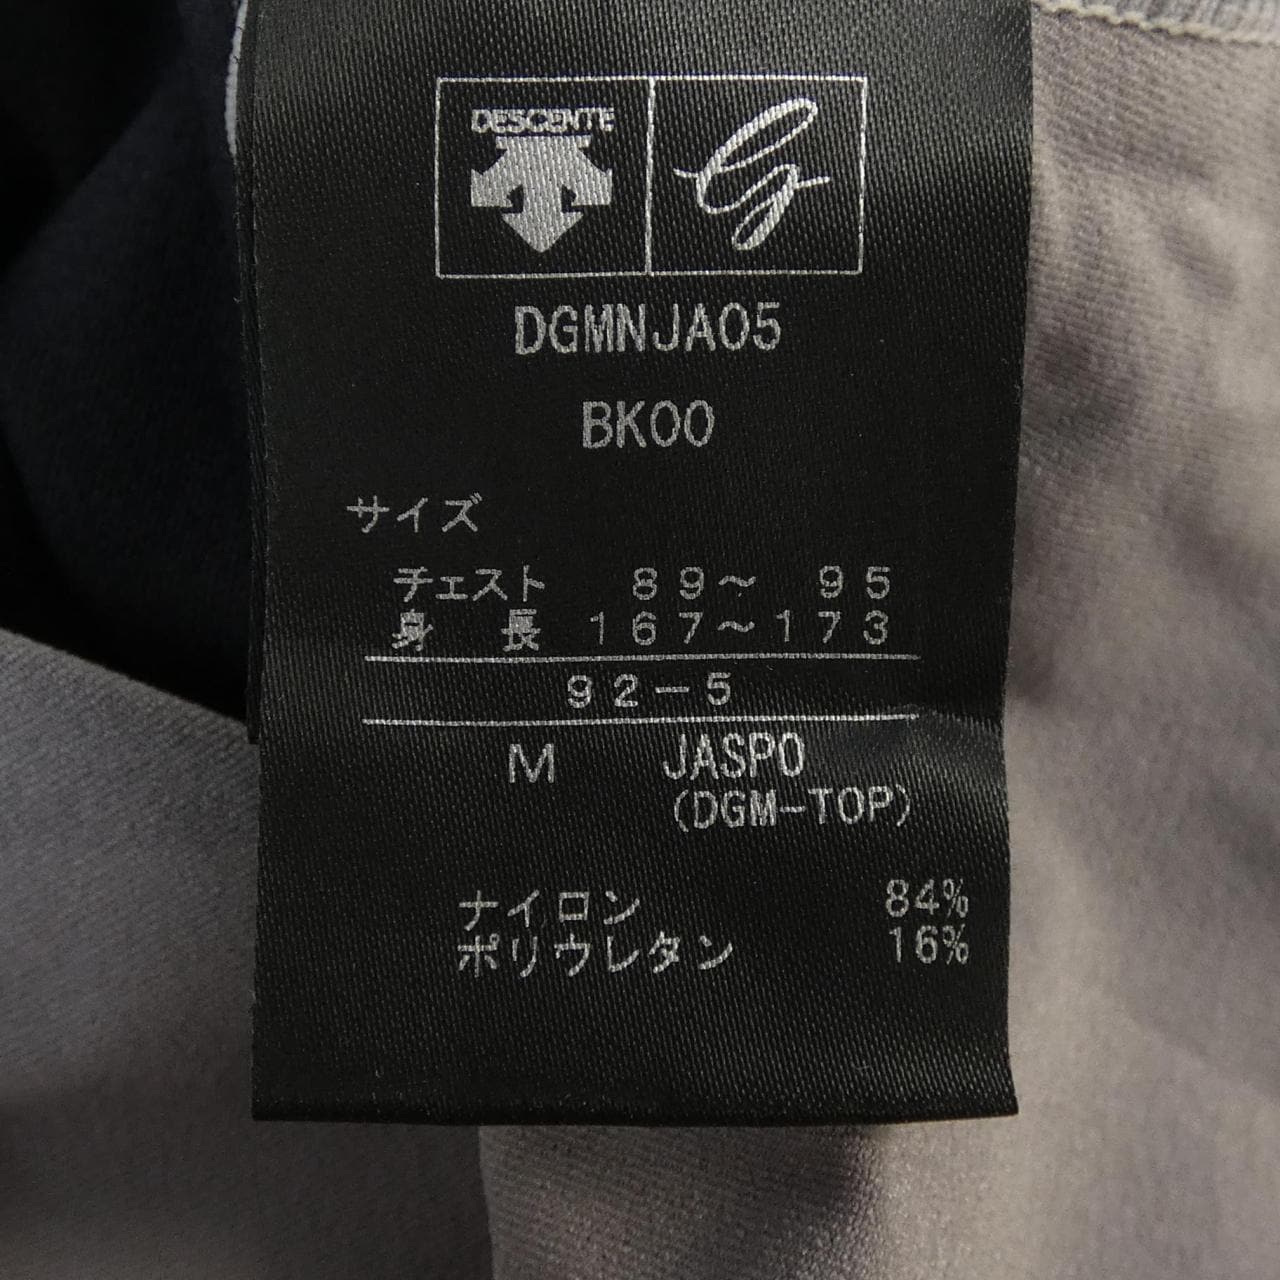 DESCENTE
g
DGMNJA05
BK00
サイズ
チェスト 89～ 95
身 長 167～173
92-5
M JASPO
(DGM-TOP)
ナイロン 84%
ポリウレタン 16%